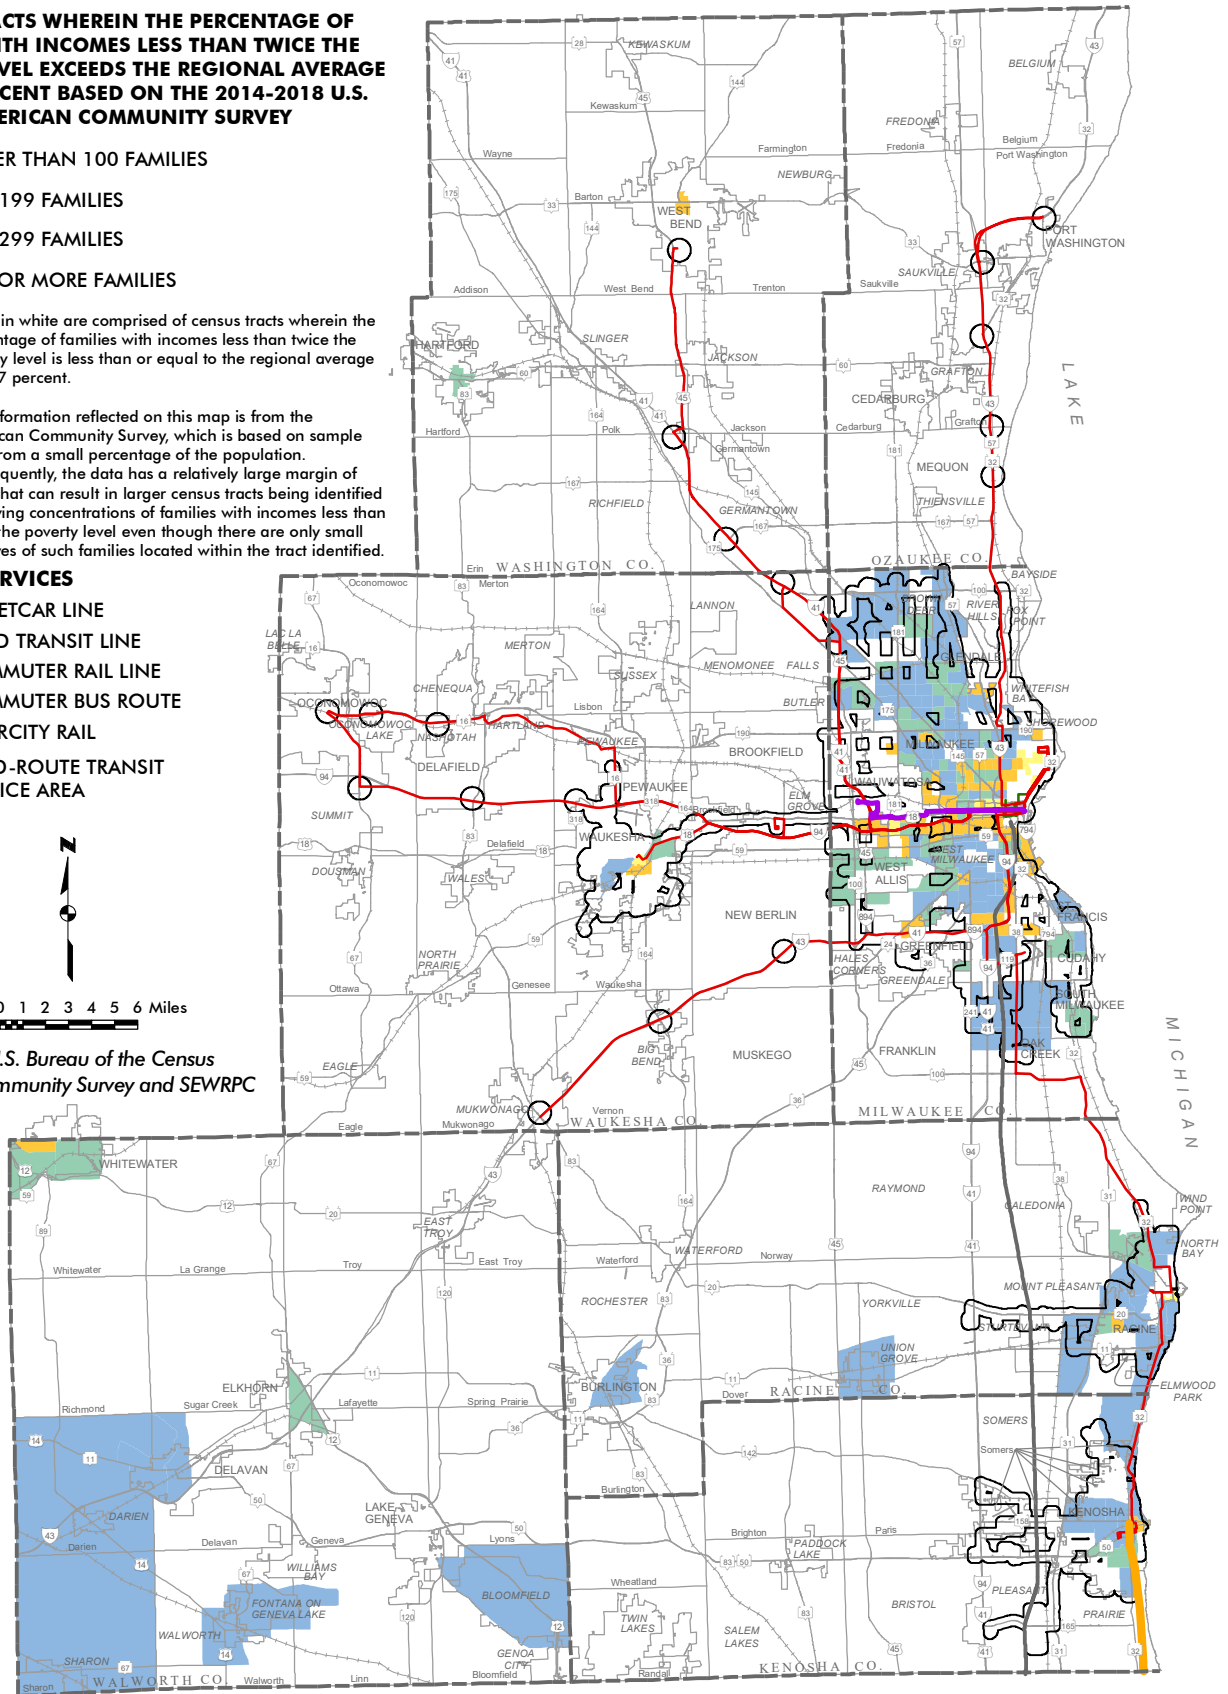 ACTS WHEREIN THE PERCENTAGE OF
ITH INCOMES LESS THAN TWICE THE
VEL EXCEEDS THE REGIONAL AVERAGE
CENT BASED ON THE 2014-2018 U.S.
MERICAN COMMUNITY SURVEY
ER THAN 100 FAMILIES
199 FAMILIES
299 FAMILIES
OR MORE FAMILIES
in white are comprised of census tracts wherein the
ntage of families with incomes less than twice the
y level is less than or equal to the regional average
7 percent.
formation reflected on this map is from the
can Community Survey, which is based on sample
rom a small percentage of the population.
quently, the data has a relatively large margin of
hat can result in larger census tracts being identified
ving concentrations of families with incomes less than
the poverty level even though there are only small
ves of such families located within the tract identified.
RVICES
ETCAR LINE
D TRANSIT LINE
MMUTER RAIL LINE
MMUTER BUS ROUTE
RCITY RAIL
D-ROUTE TRANSIT
ICE AREA
Z
0 1 2 3 4 5 6 Miles
.S. Bureau of the Census
mmunity Survey and SEWRPC
KEWASKUM
Kewaskum
BELGIUM
FREDONIA
Belgium
Wayne
Farmington
Fredonia
Port Washington
NEWBURG
Barton
WEST
BEND
PORT
WASHINGTON
SAUKVILLE
Addison
West Bend
Trenton
Saukville
HARTFORD
SLINGER
JACKSON
GRAFTON
CEDARBURG
Hartford
Polk
Jackson
Cedarburg
Grafton
Germantown
MEQUON
LAKE
RICHFIELD
GERMANTOWN
THIENSVILLE
Erin
WASHINGTON CO.
OZAUKEE CO.
Oconomowoc
Merton
BAYSIDE
LANNON
BROWN
DEER
RIVER
HILLS
FOX
POINT
LAC LA
BELLE
MERTON
MENOMONEE FALLS
GLENDALE
SUSSEX
CHENEQUA
BUTLER
WHITEFISH
BAY
OCONOMOWOC
OCONOMOWOC
LAKE
NASHOTAH
HARTLAND
Lisbon
SHOREWOOD
PEWAUKEE
BROOKFIELD
MILWAUKEE
DELAFIELD
WAUWATOSA
PEWAUKEE
ELM
GROVE
Brookfield
SUMMIT
WAUKESHA
Delafield
WEST
MILWAUKEE
WEST
ALLIS
DOUSMAN
WALES
NEW BERLIN
ST.
FRANCIS
GREENFIELD
NORTH
PRAIRIE
HALES
CORNERS
GREENDALE
CUDAHY
Ottawa
Genesee
Waukesha
SOUTH
MILWAUKEE
EAGLE
BIG
BEND
MUSKEGO
FRANKLIN
OAK
CREEK
MICHIGAN
MUKWONAGO
Vernon
WAUKESHA CO.
MILWAUKEE CO.
Eagle
Mukwonago
WHITEWATER
RAYMOND
CALEDONIA
WIND
POINT
EAST
TROY
WATERFORD
NORTH
BAY
Whitewater
La Grange
Troy
East Troy
Waterford
Norway
MOUNT PLEASANT
ROCHESTER
YORKVILLE
STURTEVANT
RACINE
UNION
GROVE
ELKHORN
BURLINGTON
Dover
RACINE CO.
ELMWOOD
PARK
Richmond
Sugar Creek
Lafayette
Spring Prairie
SOMERS
Somers
DELAVAN
Burlington
DARIEN
LAKE
GENEVA
KENOSHA
Darien
Delavan
Geneva
Lyons
Brighton
Paris
PADDOCK
LAKE
WILLIAMS
BAY
BLOOMFIELD
Wheatland
PLEASANT
PRAIRIE
FONTANA ON
GENEVA LAKE
BRISTOL
TWIN
LAKES
SALEM
LAKES
WALWORTH
SHARON
GENOA
CITY
Sharon
WALWORTH CO.
Walworth
Linn
Bloomfield
Randall
KENOSHA CO.